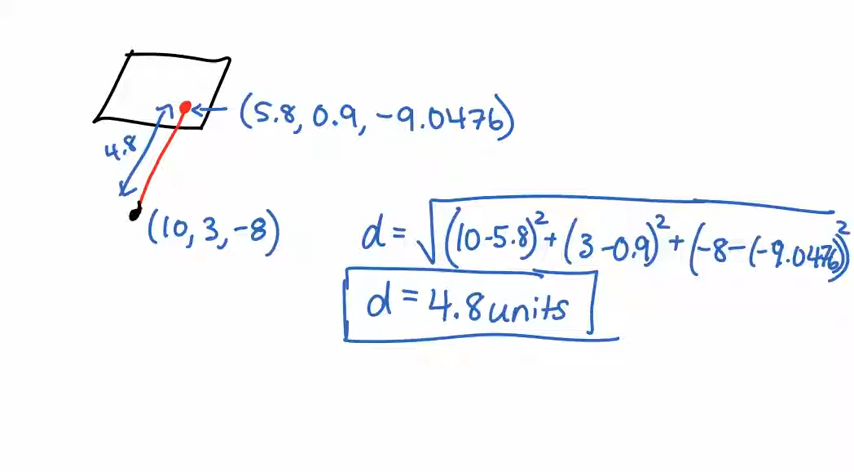 (5.8, 0.9, -9.0476)
4.8
(10, 3, -8)
d = √((10-5.8)² + (3-0.9)² + (-8-(-9.0476))²
d = 4.8 units